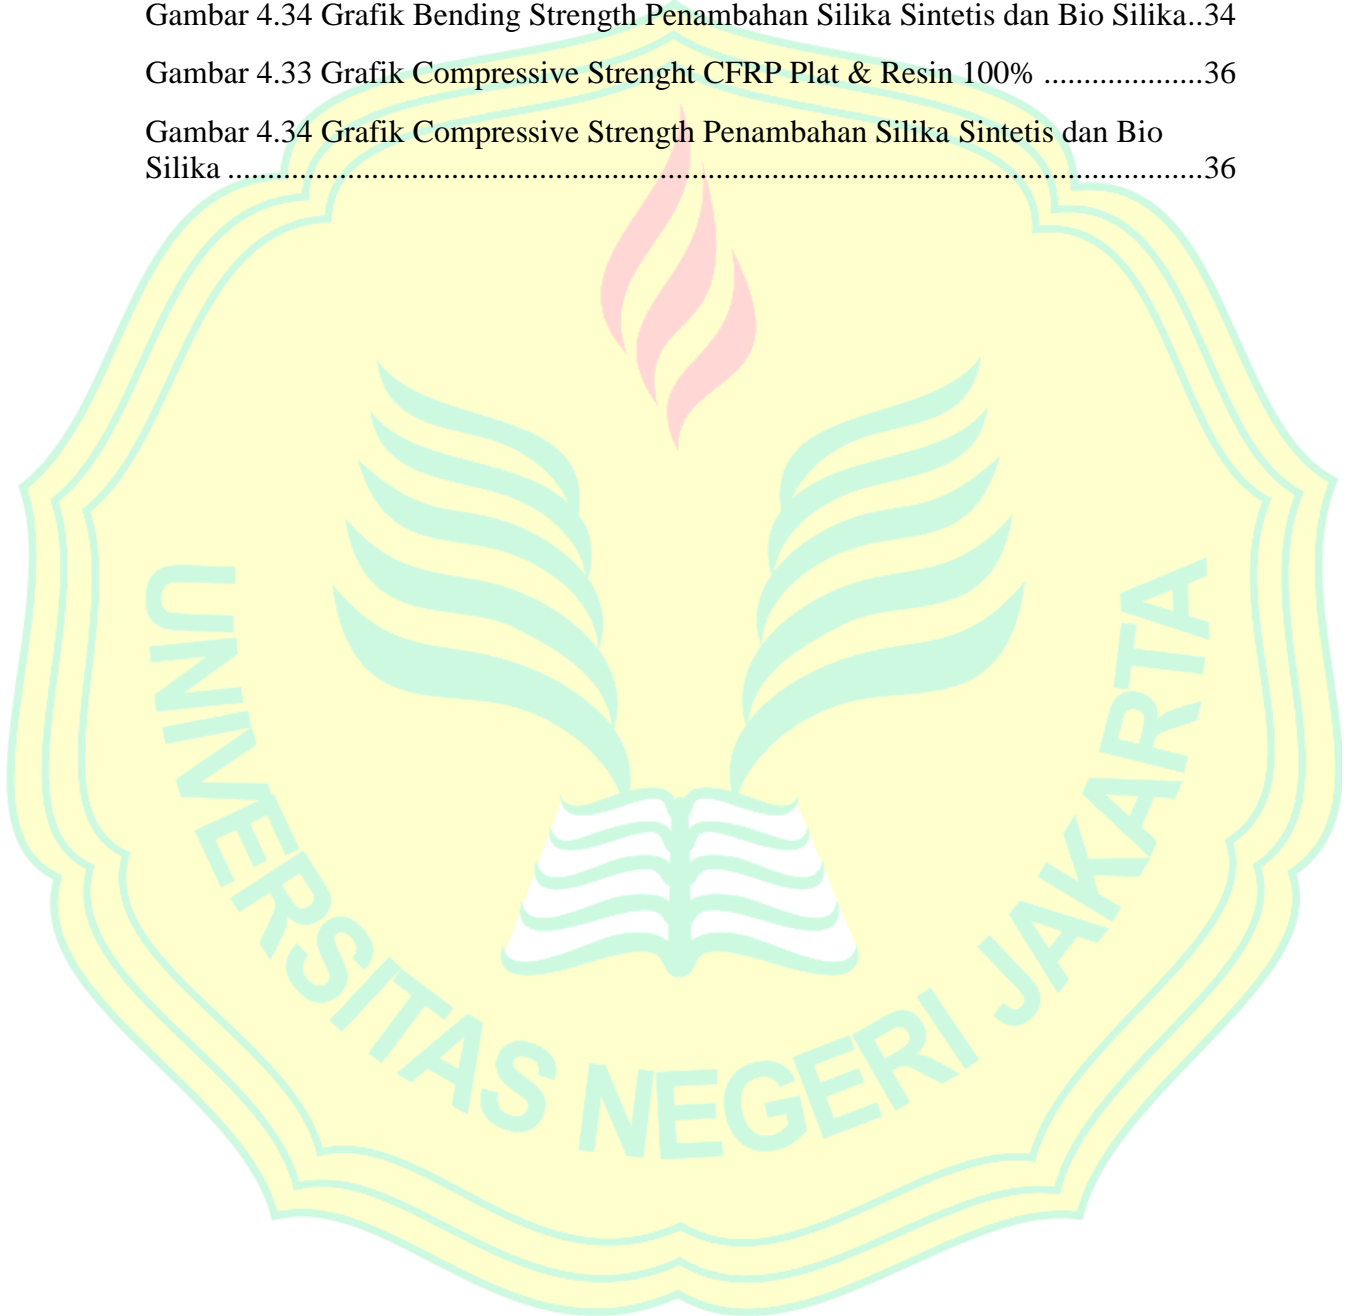 Gambar 4.34 Grafik Bending Strength Penambahan Silika Sintetis dan Bio Silika..34
Gambar 4.33 Grafik Compressive Strenght CFRP Plat & Resin 100% ....................36
Gambar 4.34 Grafik Compressive Strength Penambahan Silika Sintetis dan Bio
Silika ..........................................................................................................................36
UNIVERSITAS NEGERI JAKARTA